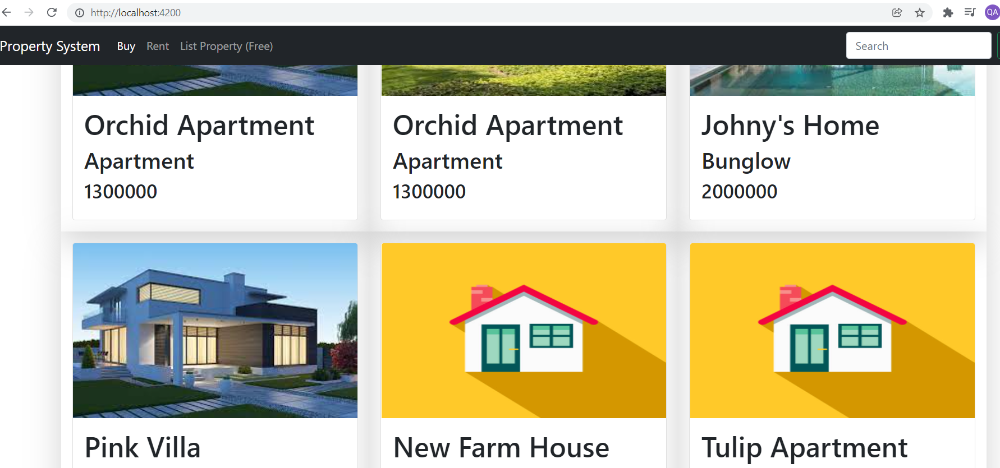 http://localhost:4200
QA
Property System Buy Rent List Property (Free) Search
Orchid Apartment
Apartment
1300000
Orchid Apartment
Apartment
1300000
Johny's Home
Bunglow
2000000
Pink Villa
New Farm House
Tulip Apartment